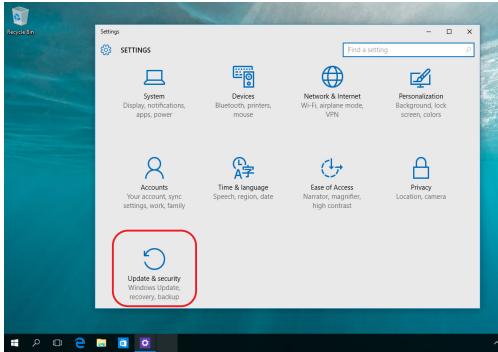 Recycle Bin
Settings
SETTINGS
Find a setting
System
Display, notifications,
apps, power
Devices
Bluetooth, printers,
mouse
Network & Internet
Wi-Fi, airplane mode,
VPN
Personalization
Background, lock
screen, colors
Accounts
Your account, sync
settings, work, family
Time & language
Speech, region, date
Ease of Access
Narrator, magnifier,
high contrast
Privacy
Location, camera
Update & security
Windows Update,
recovery, backup